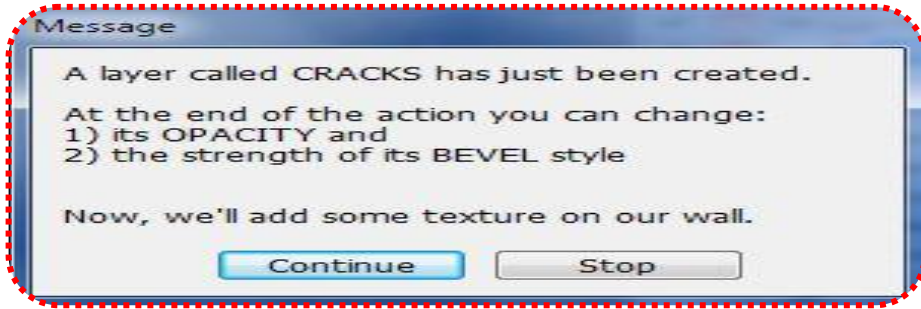 Message
A layer called CRACKS has just been created.
At the end of the action you can change:
1) its OPACITY and
2) the strength of its BEVEL style
Now, we'll add some texture on our wall.
Continue
Stop